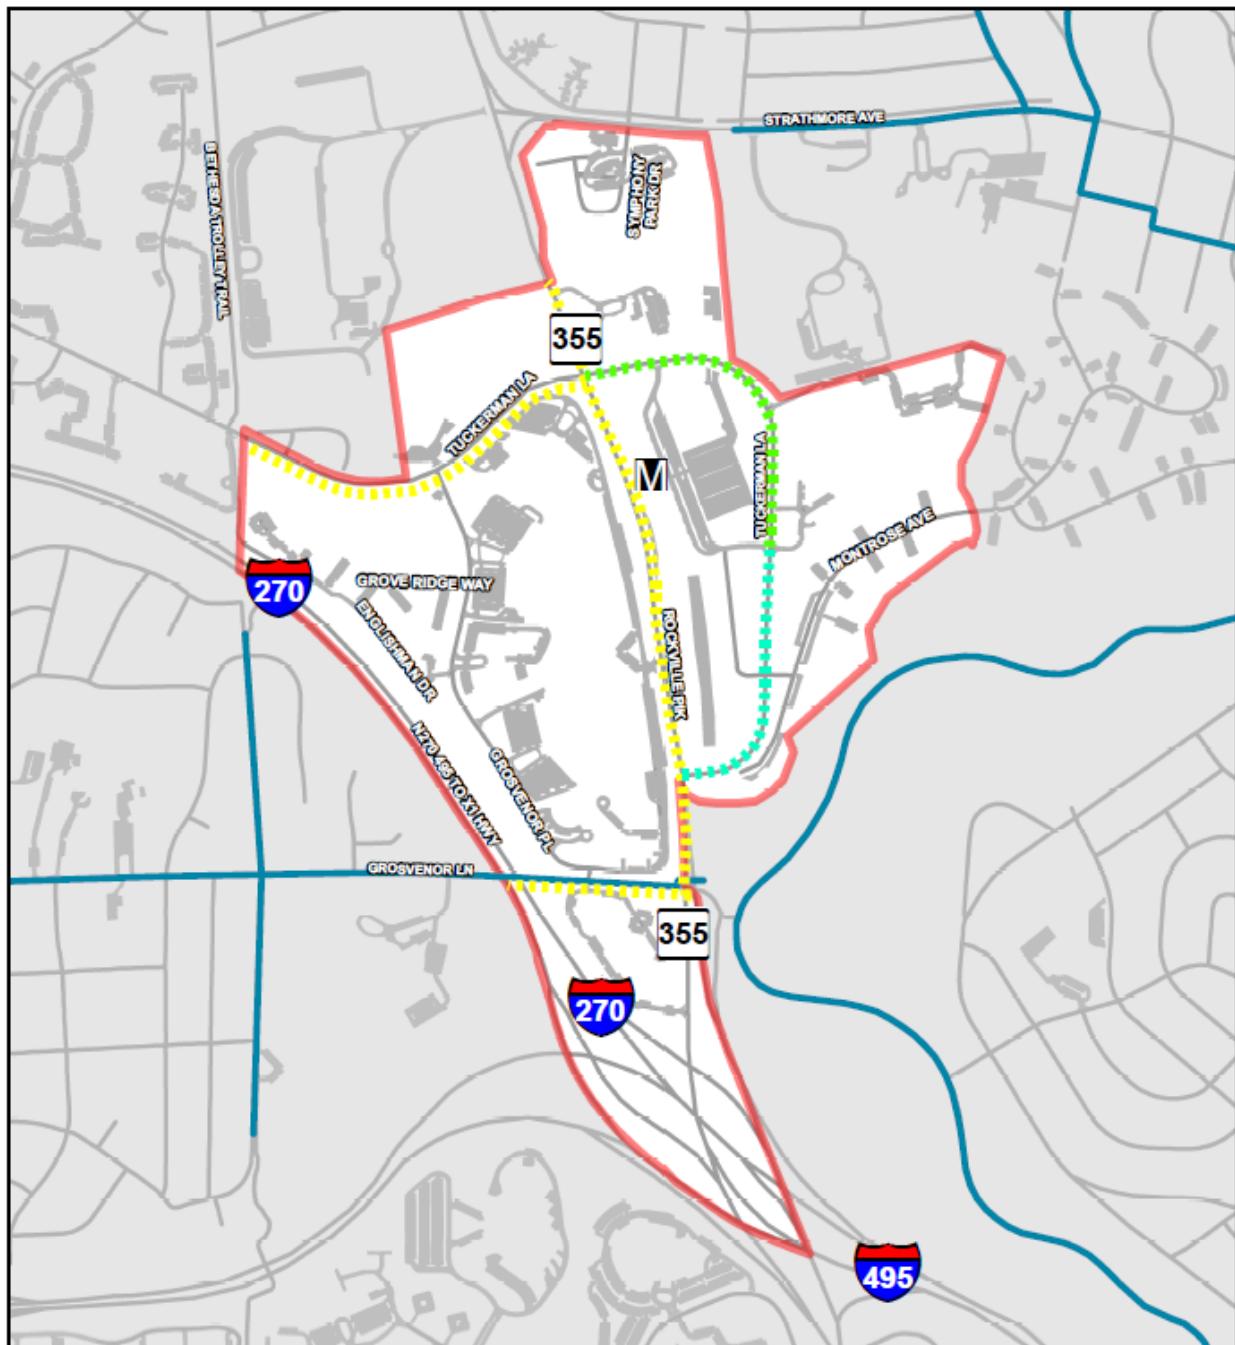 STRATHMORE AVE
BETHESDA TROLLEY TRAIL
SYMPHONY
PARK DR
355
TUCKERMAN LA
M
TUCKERMAN LA
MONTROSE AVE
270
GROVE RIDGE WAY
ENGLISHMAN DR
ROCKVILLE PIK
N270 495 TO X1 HWY
GROSVENOR PL
GROSVENOR LN
355
270
495